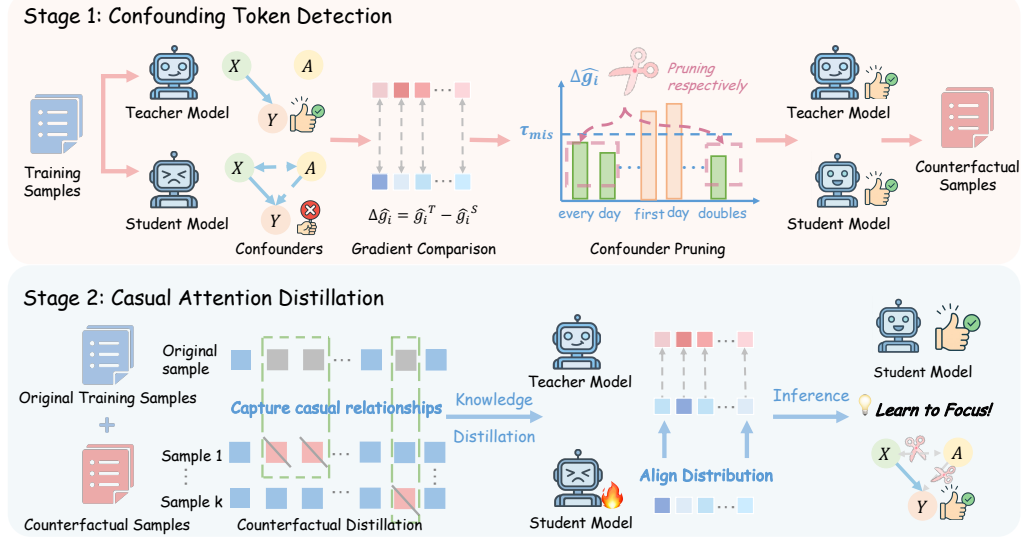 Stage 1: Confounding Token Detection
Training
Samples
Teacher Model
Student Model
X
A
Y
X
A
Y
Confounders
Δĝᵢ = ĝᵢᵀ − ĝᵢˢ
Gradient Comparison
Δĝᵢ
Pruning
respectively
τₘᵢₛ
every day
first day
doubles
Confounder Pruning
Teacher Model
Student Model
Counterfactual
Samples
Stage 2: Casual Attention Distillation
Original Training Samples
+
Counterfactual Samples
Original
sample
Capture casual relationships
Sample 1
Sample k
Counterfactual Distillation
Knowledge
Distillation
Teacher Model
Student Model
Align Distribution
Inference
Student Model
Learn to Focus!
X
A
Y